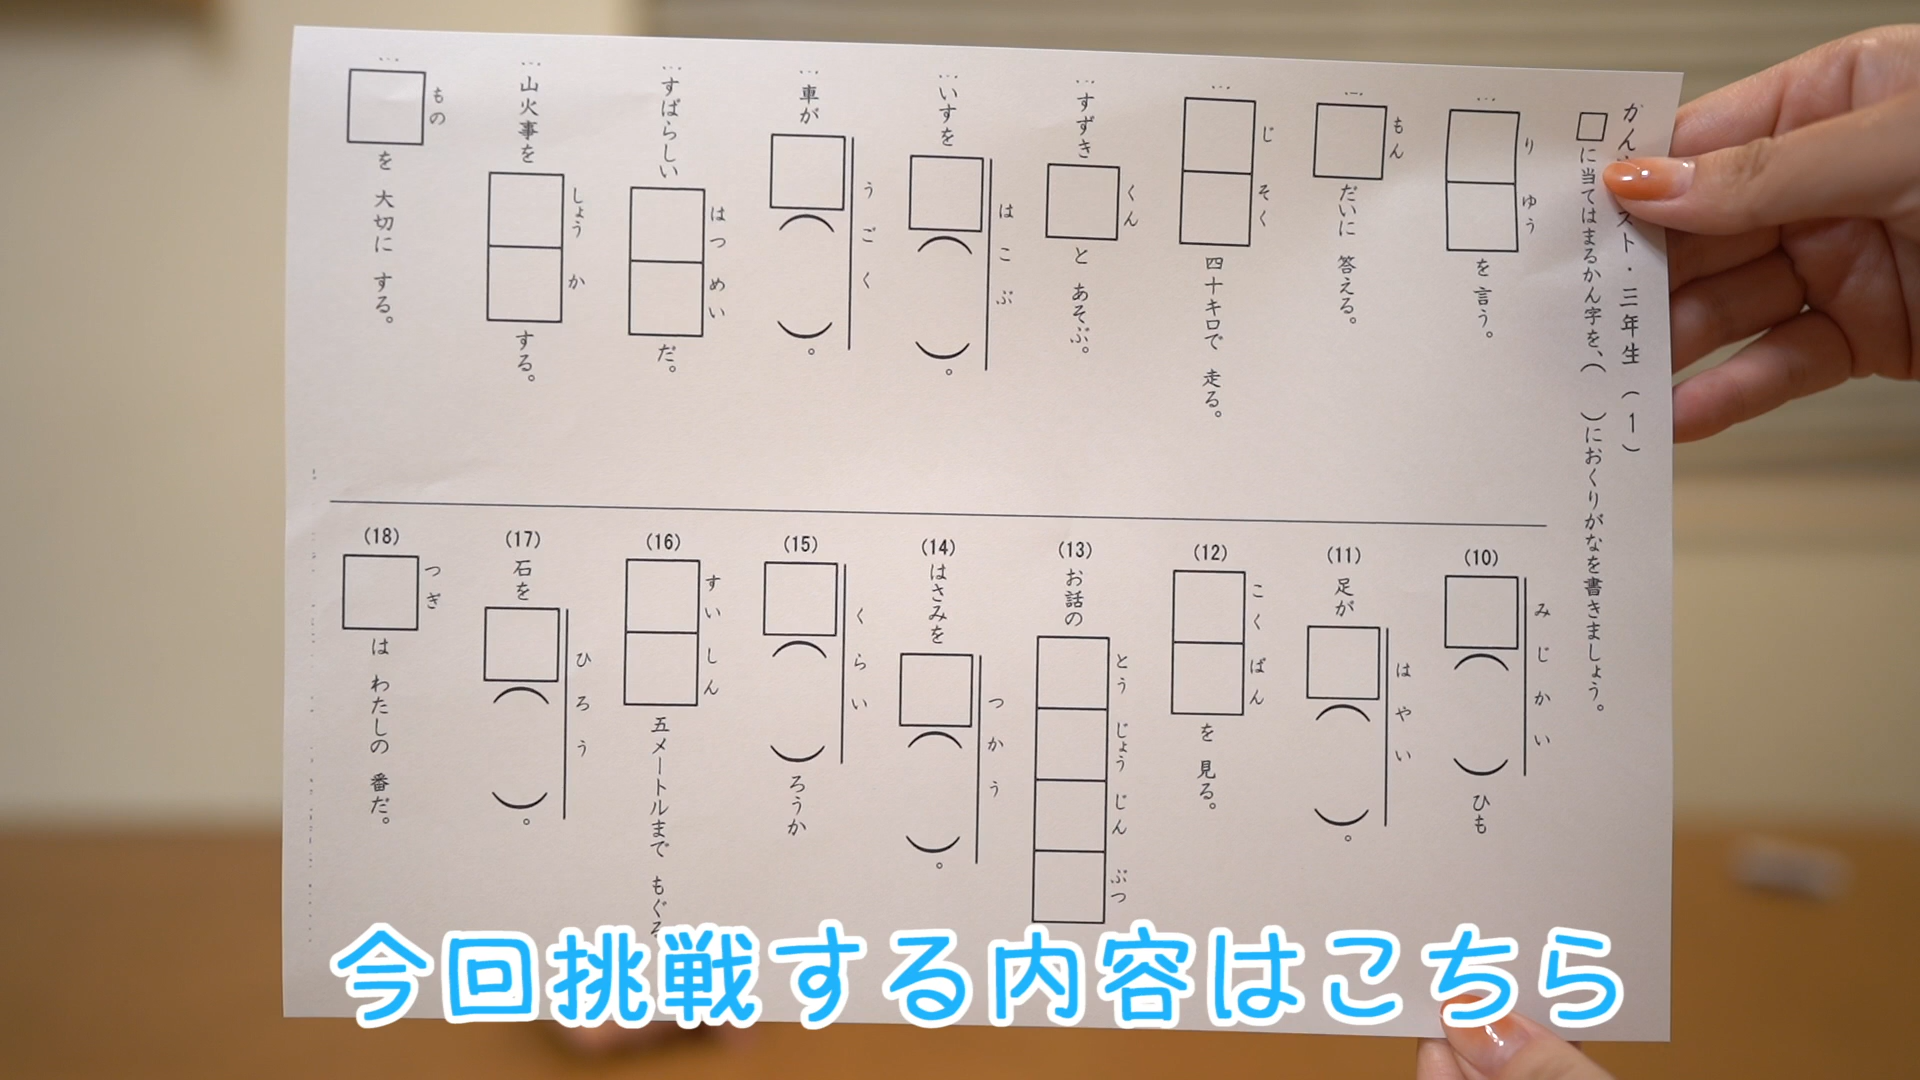 かん スト・三年生（1）
□に当てはまるかん字を、（　）におくりがなを書きましょう。
りゆう
を 言う。
もん
だいに 答える。
じそく
四十キロで 走る。
すずき
くん
と あそぶ。
いすを
はこぶ
（　）。
車が
うごく
（　）。
すばらしい
はつめい
だ。
山火事を
しょうか
する。
もの
を 大切に する。
(10)
みじかい
（　）ひも
(11)
足が
はやい
（　）。
(12)
こくばん
を 見る。
(13)
お話の
とうじょうじんぶつ
(14)
はさみを
つかう
（　）。
(15)
くらい
（　）ろうか
(16)
すいしん
五メートルまで もぐる
(17)
石を
ひろう
（　）。
(18)
つぎ
は わたしの 番だ。
今回挑戦する内容はこちら